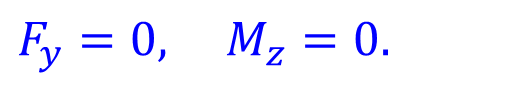 F_y = 0, M_z = 0.